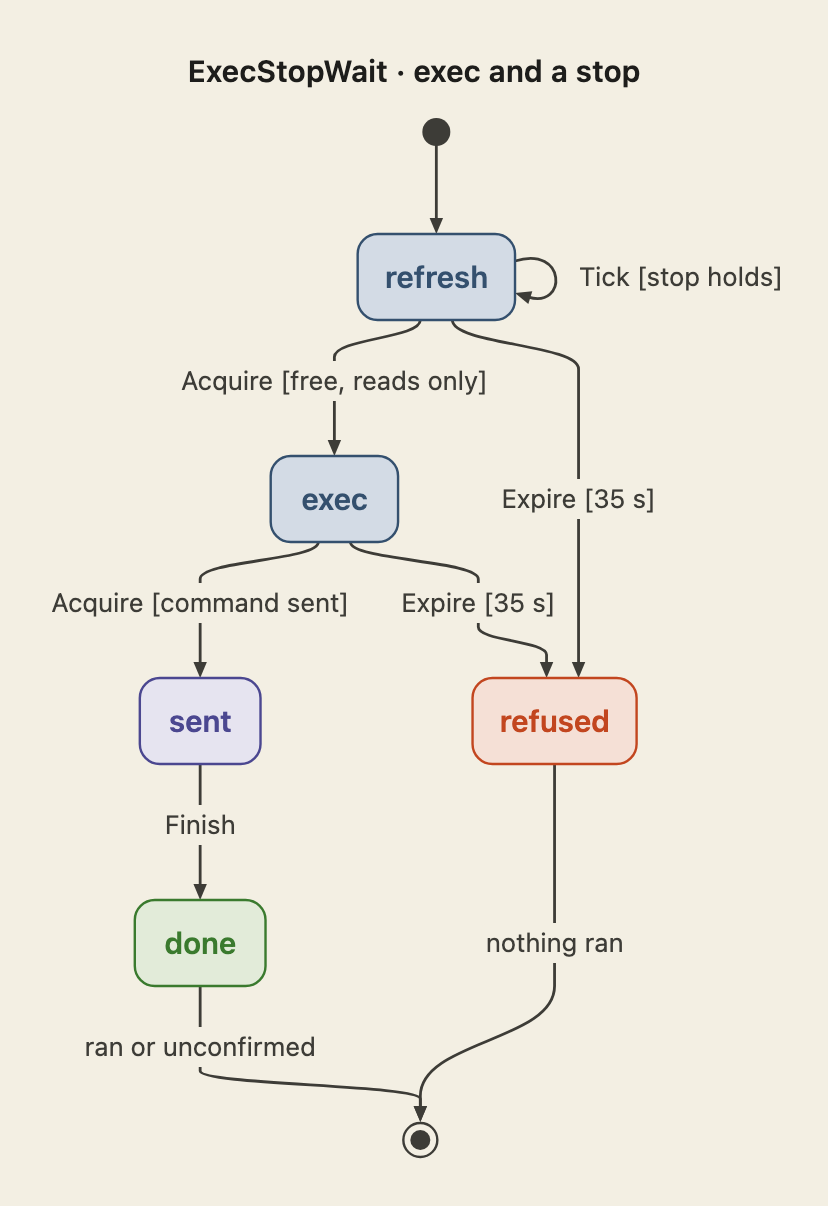 ExecStopWait · exec and a stop
refresh
Tick [stop holds]
Acquire [free, reads only]
exec
Expire [35 s]
Acquire [command sent]
Expire [35 s]
sent
refused
Finish
done
nothing ran
ran or unconfirmed